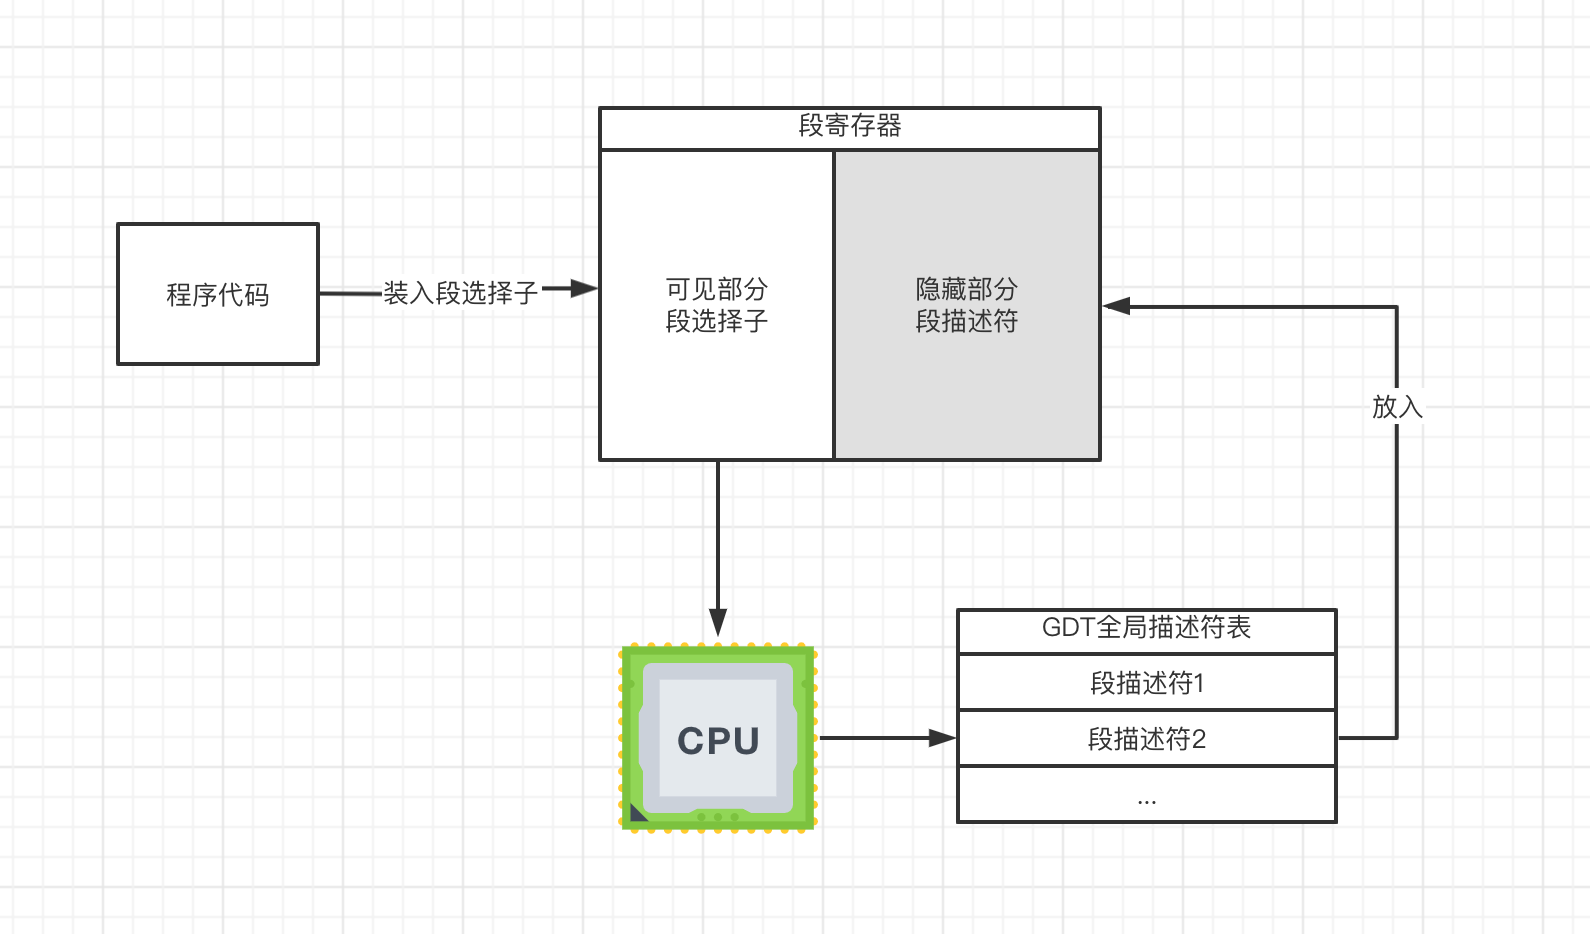 段寄存器
程序代码
装入段选择子
可见部分
段选择子
隐藏部分
段描述符
放入
CPU
GDT全局描述符表
段描述符1
段描述符2
...